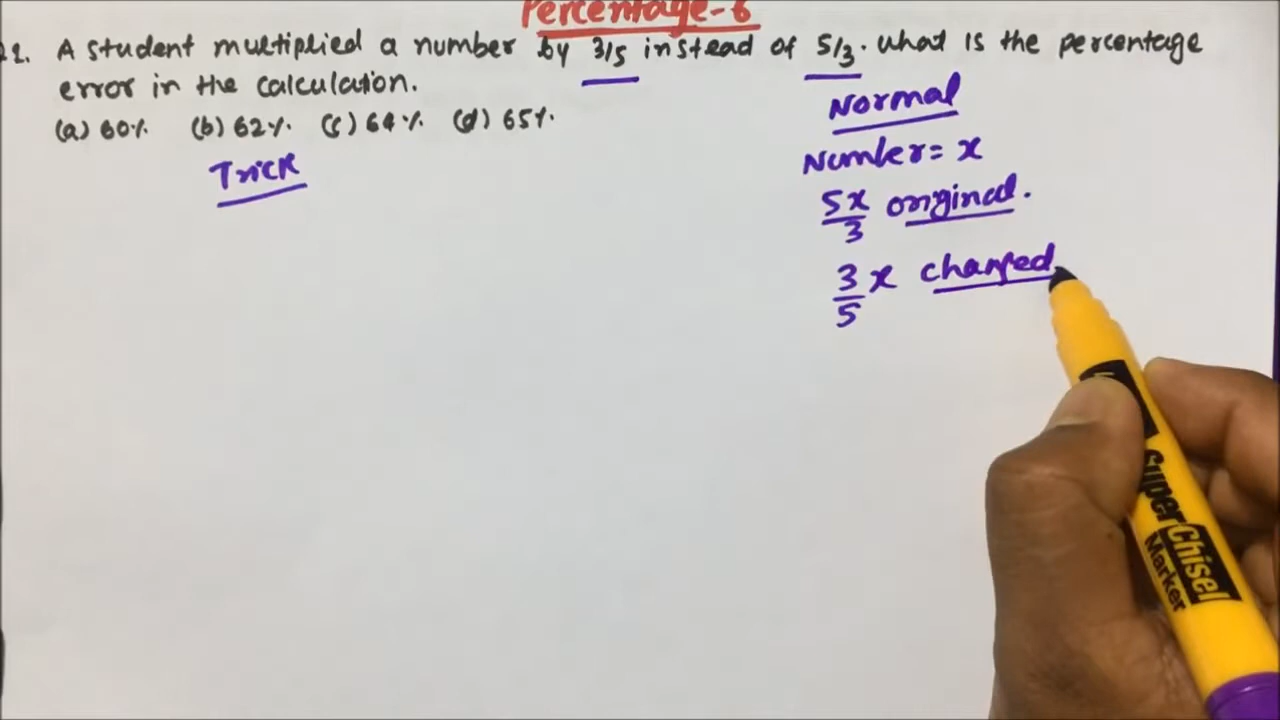 Percentage-6
A student multiplied a number by 3/5 instead of 5/3. what is the percentage
error in the calculation.
(a) 60% (b) 62% (c) 64% (d) 65%.
Trick
Normal
Number = x
5x/3 original.
3/5 x changed
Super Chisel
Marker